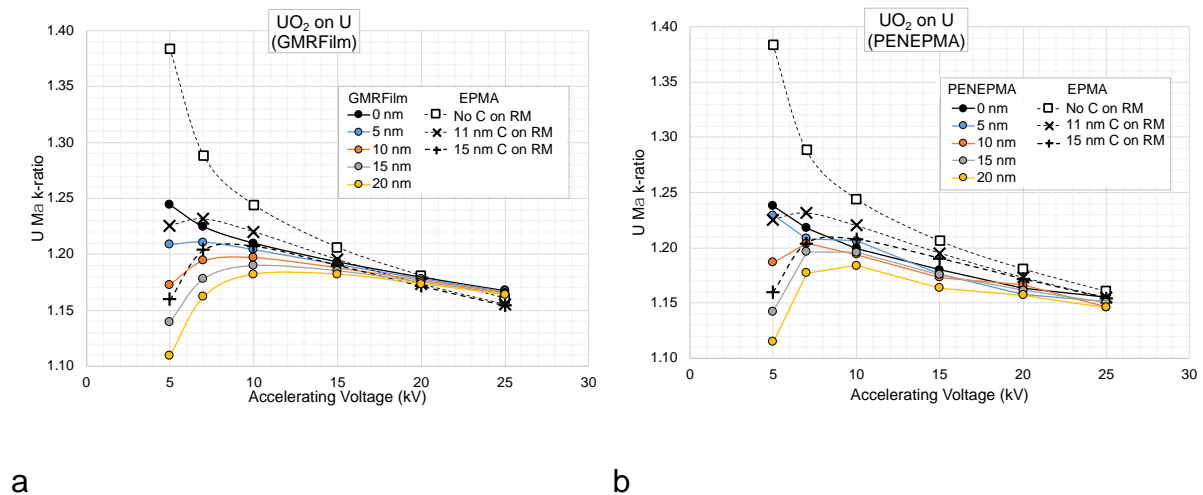 UO₂ on U
(GMRFilm)
1.40
1.35
1.30
1.25
1.20
1.15
1.10
U Mα k-ratio
GMRFilm
0 nm
5 nm
10 nm
15 nm
20 nm
EPMA
No C on RM
11 nm C on RM
15 nm C on RM
0 5 10 15 20 25 30
Accelerating Voltage (kV)
a
UO₂ on U
(PENEPMA)
1.40
1.35
1.30
1.25
1.20
1.15
1.10
U Mα k-ratio
PENEPMA
0 nm
5 nm
10 nm
15 nm
20 nm
EPMA
No C on RM
11 nm C on RM
15 nm C on RM
0 5 10 15 20 25 30
Accelerating Voltage (kV)
b